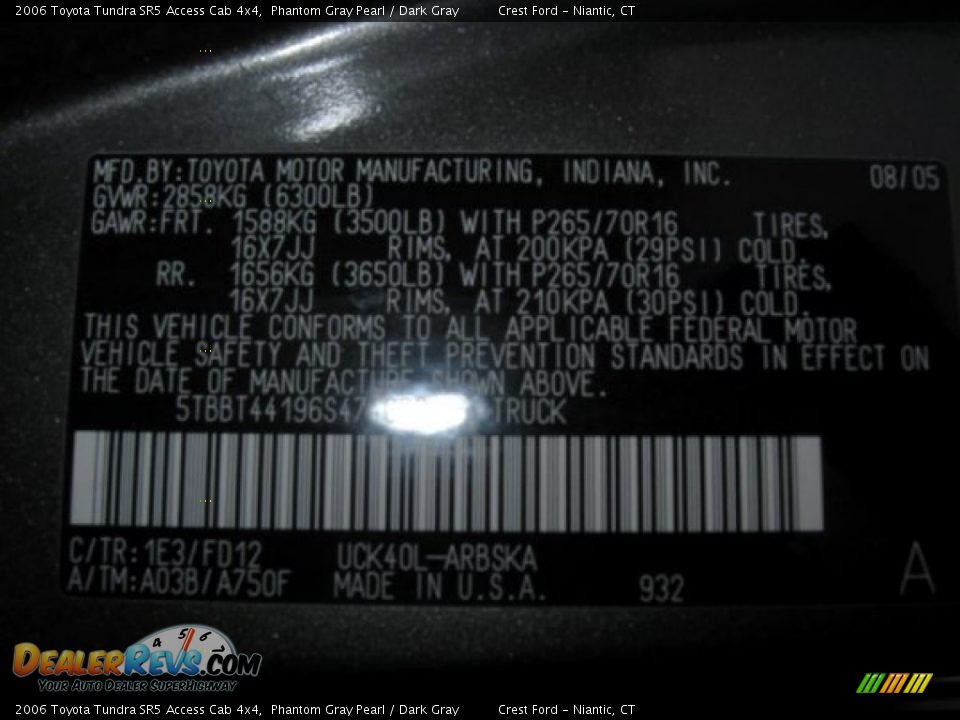 2006 Toyota Tundra SR5 Access Cab 4x4, Phantom Gray Pearl / Dark Gray Crest Ford - Niantic, CT
MFD.BY:TOYOTA MOTOR MANUFACTURING, INDIANA, INC. 08/05
GVWR:2858KG (6300LB)
GAWR:FRT. 1588KG (3500LB) WITH P265/70R16 TIRES,
16X7JJ RIMS, AT 200KPA (29PSI) COLD.
RR. 1656KG (3650LB) WITH P265/70R16 TIRES,
16X7JJ RIMS, AT 210KPA (30PSI) COLD.
THIS VEHICLE CONFORMS TO ALL APPLICABLE FEDERAL MOTOR
VEHICLE SAFETY AND THEFT PREVENTION STANDARDS IN EFFECT ON
THE DATE OF MANUFACTURE SHOWN ABOVE.
TRUCK
C/TR:1E3/FD12 UCK40L-ARBSKA
A/TM:A03B/A750F MADE IN U.S.A. 932 A
4 5 6
DEALERREVS.COM
YOUR AUTO DEALER SUPERHIGHWAY
2006 Toyota Tundra SR5 Access Cab 4x4, Phantom Gray Pearl / Dark Gray Crest Ford - Niantic, CT